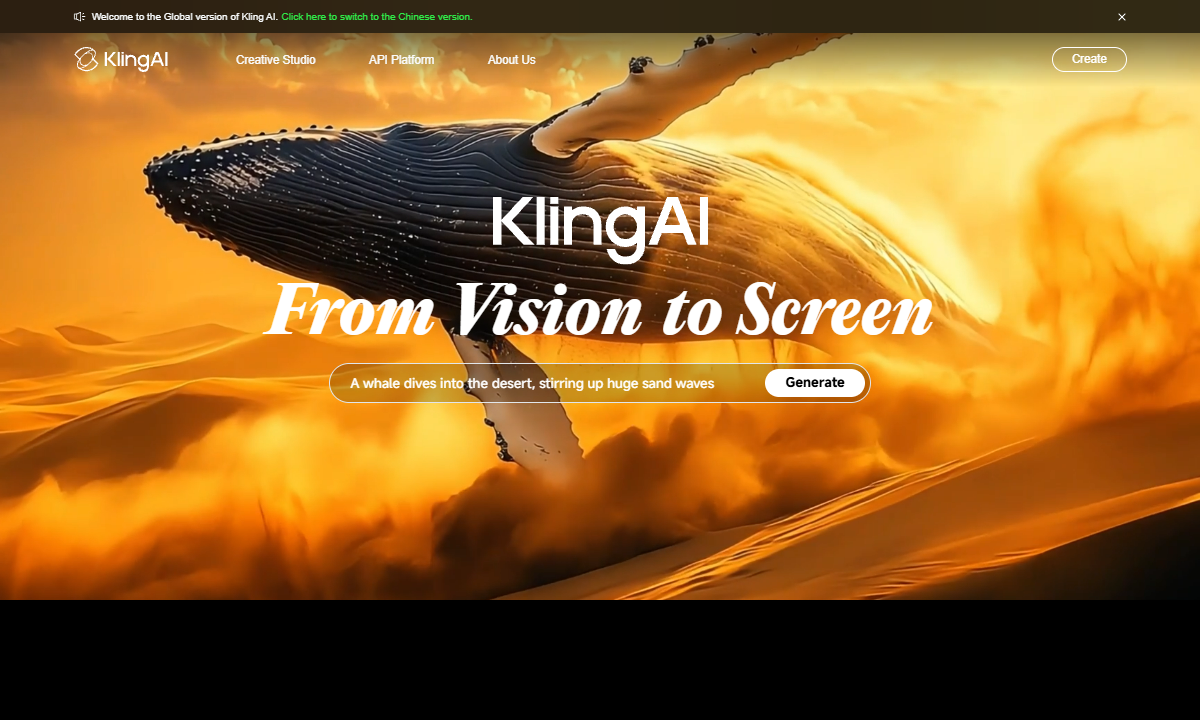 Welcome to the Global version of Kling AI. Click here to switch to the Chinese version.
KlingAI
Creative Studio
API Platform
About Us
Create
KlingAI
From Vision to Screen
A whale dives into the desert, stirring up huge sand waves
Generate